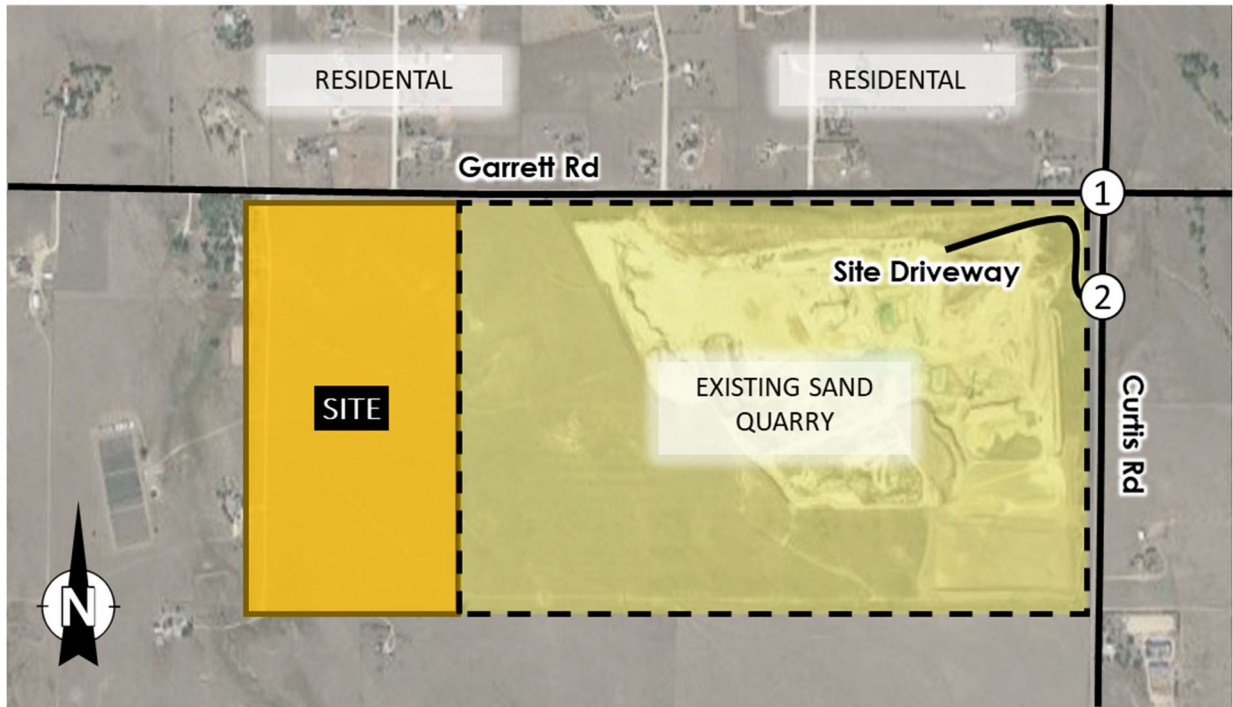 RESIDENTAL
RESIDENTAL
Garrett Rd
1
Site Driveway
2
EXISTING SAND
QUARRY
SITE
Curtis Rd
N